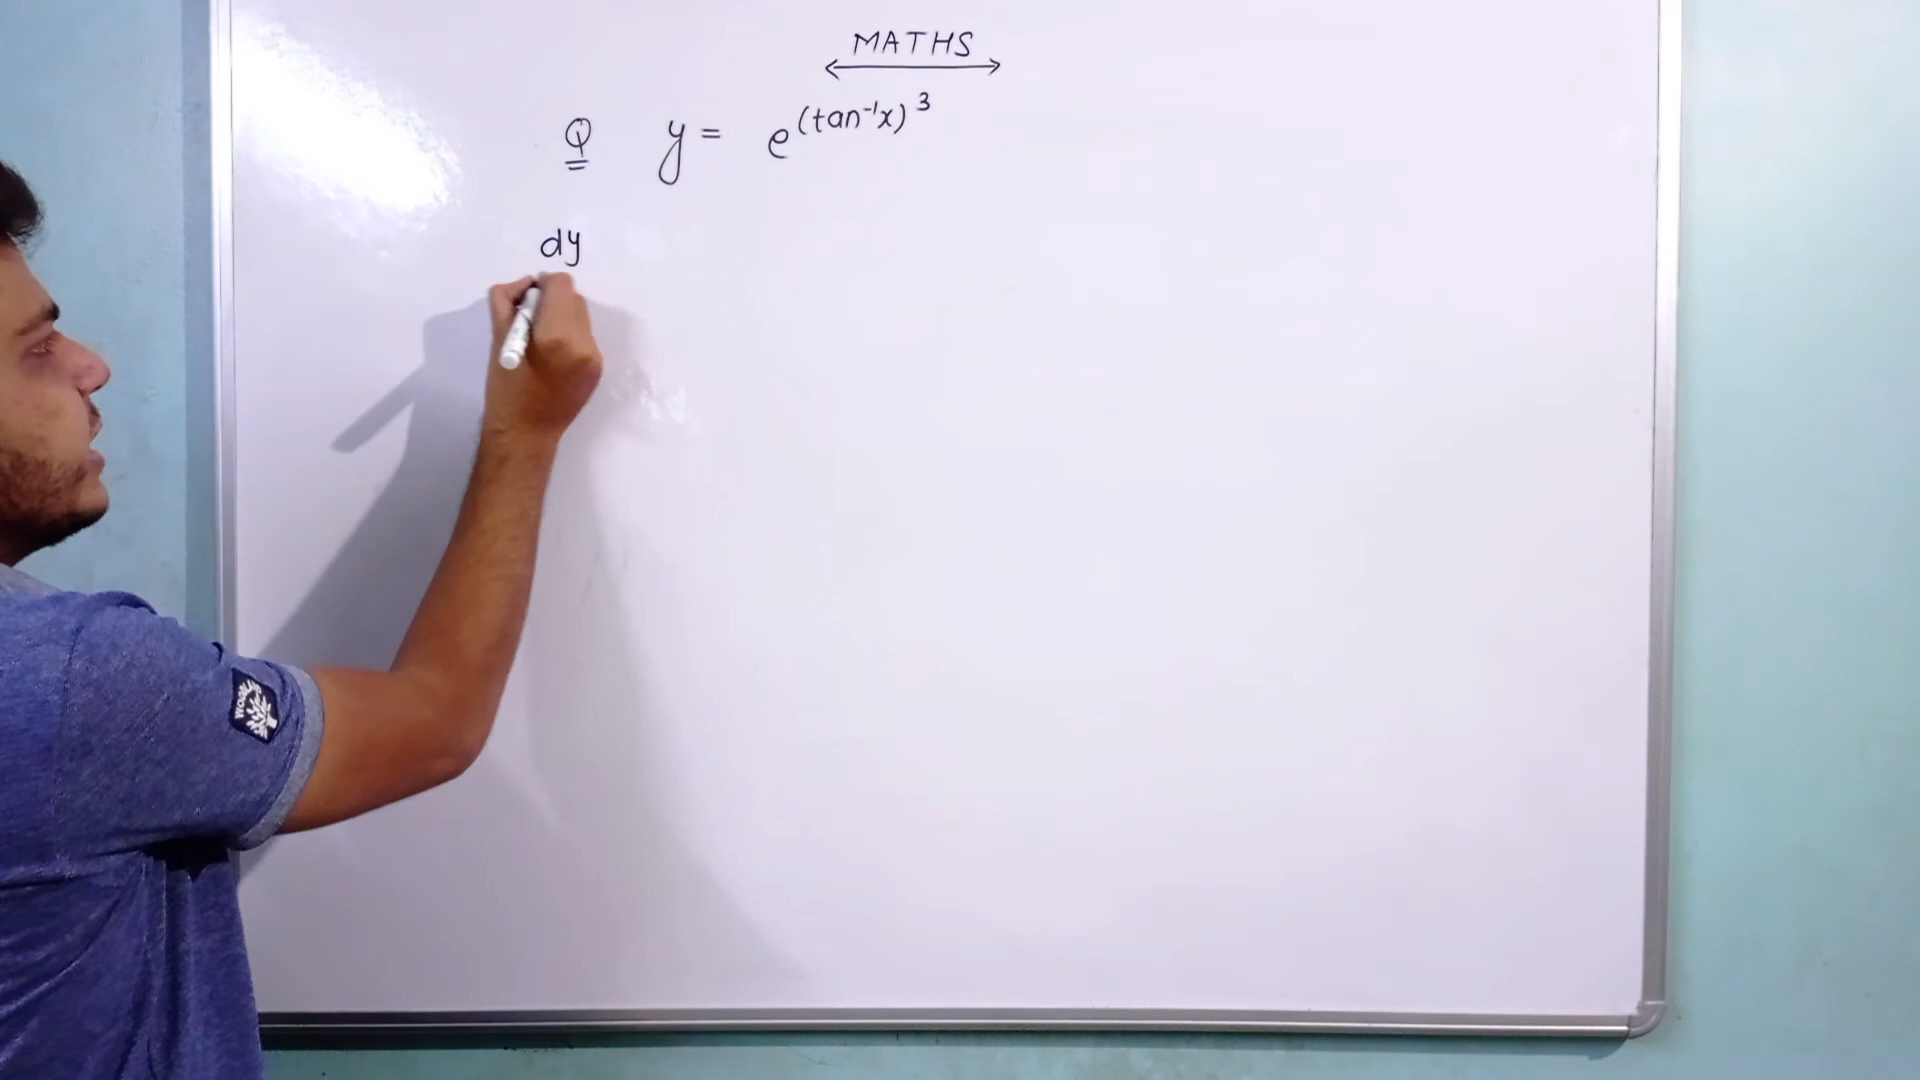 MATHS
Q y = e^(tan⁻¹x)³
dy